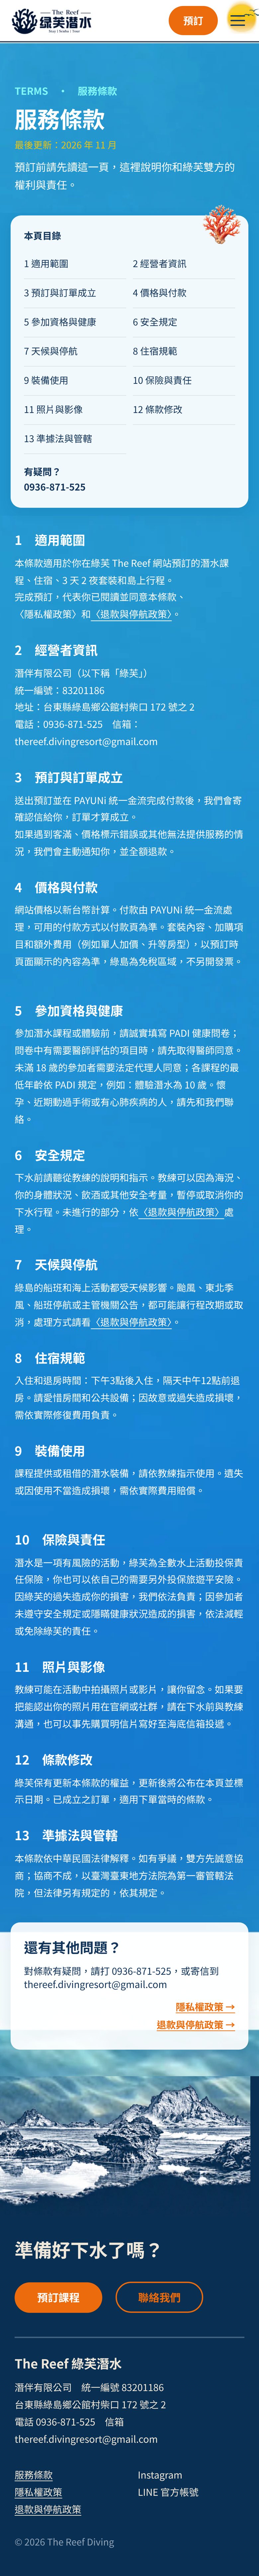 The Reef
綠芙潛水
Stay | Smiles | Sea
預訂
TERMS • 服務條款
服務條款
最後更新：2026 年 11 月
預訂前請先讀這一頁，這裡說明你和綠芙雙方的
權利與責任。
本頁目錄
1 適用範圍
2 經營者資訊
3 預訂與訂單成立
4 價格與付款
5 參加資格與健康
6 安全規定
7 天候與停航
8 住宿規範
9 裝備使用
10 保險與責任
11 照片與影像
12 條款修改
13 準據法與管轄
有疑問？
0936-871-525
1 適用範圍
本條款適用於你在綠芙 The Reef 網站預訂的潛水課
程、住宿、3 天 2 夜套裝和島上行程。
完成預訂，代表你已閱讀並同意本條款、
〈隱私權政策〉和〈退款與停航政策〉。
2 經營者資訊
潛伴有限公司（以下稱「綠芙」）
統一編號：83201186
地址：台東縣綠島鄉公館村柴口 172 號之 2
電話：0936-871-525 信箱：
thereef.divingresort@gmail.com
3 預訂與訂單成立
送出預訂並在 PAYUNi 統一金流完成付款後，我們會寄
確認信給你，訂單才算成立。
如果遇到客滿、價格標示錯誤或其他無法提供服務的情
況，我們會主動通知你，並全額退款。
4 價格與付款
網站價格以新台幣計算。付款由 PAYUNi 統一金流處
理，可用的付款方式以付款頁為準。套裝內容、加購項
目和額外費用（例如單人加價、升等房型），以預訂時
頁面顯示的內容為準，綠島為免稅區域，不另開發票。
5 參加資格與健康
參加潛水課程或體驗前，請誠實填寫 PADI 健康問卷；
問卷中有需要醫師評估的項目時，請先取得醫師同意。
未滿 18 歲的參加者需要法定代理人同意；各課程的最
低年齡依 PADI 規定，例如：體驗潛水為 10 歲。懷
孕、近期動過手術或有心肺疾病的人，請先和我們聯
絡。
6 安全規定
下水前請聽從教練的說明和指示。教練可以因為海況、
你的身體狀況、飲酒或其他安全考量，暫停或取消你的
下水行程。未進行的部分，依〈退款與停航政策〉處
理。
7 天候與停航
綠島的船班和海上活動都受天候影響。颱風、東北季
風、船班停航或主管機關公告，都可能讓行程改期或取
消，處理方式請看〈退款與停航政策〉。
8 住宿規範
入住和退房時間：下午3點後入住，隔天中午12點前退
房。請愛惜房間和公共設備；因故意或過失造成損壞，
需依實際修復費用負責。
9 裝備使用
課程提供或租借的潛水裝備，請依教練指示使用。遺失
或因使用不當造成損壞，需依實際費用賠償。
10 保險與責任
潛水是一項有風險的活動，綠芙為全數水上活動投保責
任保險，你也可以依自己的需要另外投保旅遊平安險。
因綠芙的過失造成你的損害，我們依法負責；因參加者
未遵守安全規定或隱瞞健康狀況造成的損害，依法減輕
或免除綠芙的責任。
11 照片與影像
教練可能在活動中拍攝照片或影片，讓你留念。如果要
把能認出你的照片用在官網或社群，請在下水前與教練
溝通，也可以事先購買明信片寫好至海底信箱投遞。
12 條款修改
綠芙保有更新本條款的權益，更新後將公布在本頁並標
示日期。已成立之訂單，適用下單當時的條款。
13 準據法與管轄
本條款依中華民國法律解釋。如有爭議，雙方先誠意協
商；協商不成，以臺灣臺東地方法院為第一審管轄法
院，但法律另有規定的，依其規定。
還有其他問題？
對條款有疑問，請打 0936-871-525，或寄信到
thereef.divingresort@gmail.com
隱私權政策 →
退款與停航政策 →
準備好下水了嗎？
預訂課程
聯絡我們
The Reef 綠芙潛水
潛伴有限公司 統一編號 83201186
台東縣綠島鄉公館村柴口 172 號之 2
電話 0936-871-525 信箱
thereef.divingresort@gmail.com
服務條款
Instagram
隱私權政策
LINE 官方帳號
退款與停航政策
© 2026 The Reef Diving